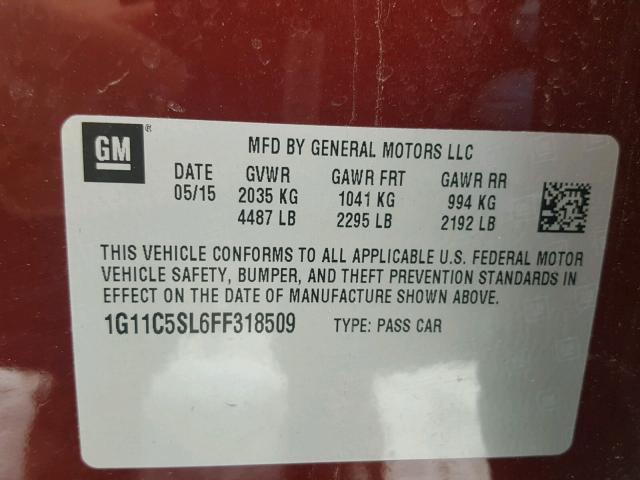 GM ®
MFD BY GENERAL MOTORS LLC
DATE GVWR GAWR FRT GAWR RR
05/15 2035 KG 1041 KG 994 KG
4487 LB 2295 LB 2192 LB
THIS VEHICLE CONFORMS TO ALL APPLICABLE U.S. FEDERAL MOTOR
VEHICLE SAFETY, BUMPER, AND THEFT PREVENTION STANDARDS IN
EFFECT ON THE DATE OF MANUFACTURE SHOWN ABOVE.
1G11C5SL6FF318509 TYPE: PASS CAR